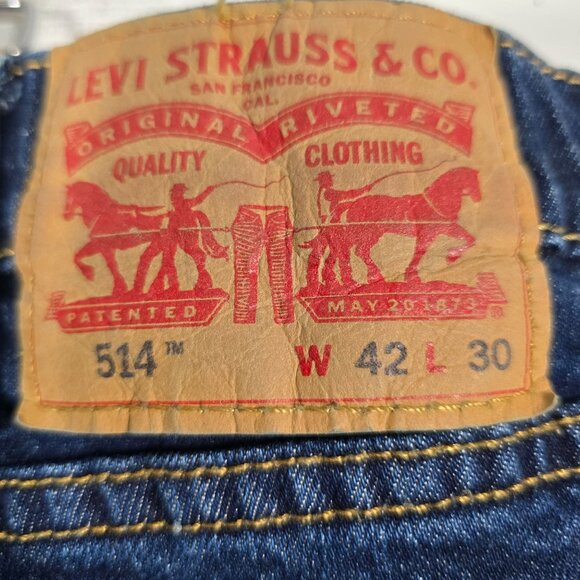 LEVI STRAUSS & CO.
SAN FRANCISCO
CAL.
ORIGINAL RIVETED
QUALITY CLOTHING
PATENTED MAY 20 1873
514™ W 42 L 30